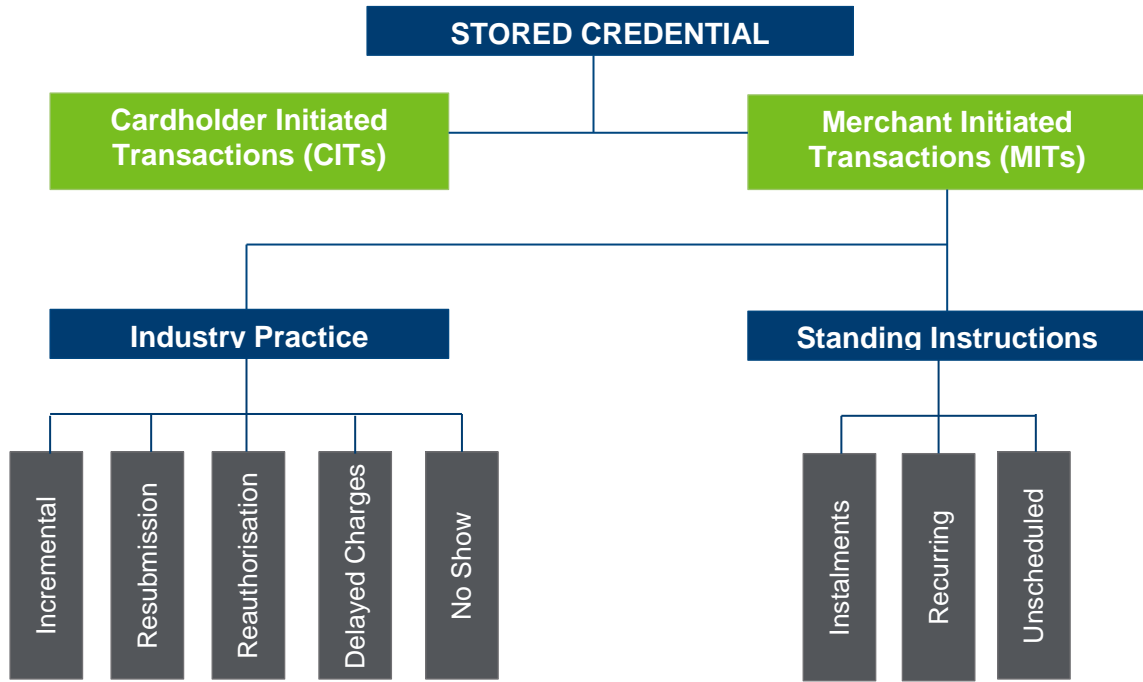 STORED CREDENTIAL
Cardholder Initiated
Transactions (CITs)
Merchant Initiated
Transactions (MITs)
Industry Practice
Standing Instructions
Incremental
Resubmission
Reauthorisation
Delayed Charges
No Show
Instalments
Recurring
Unscheduled